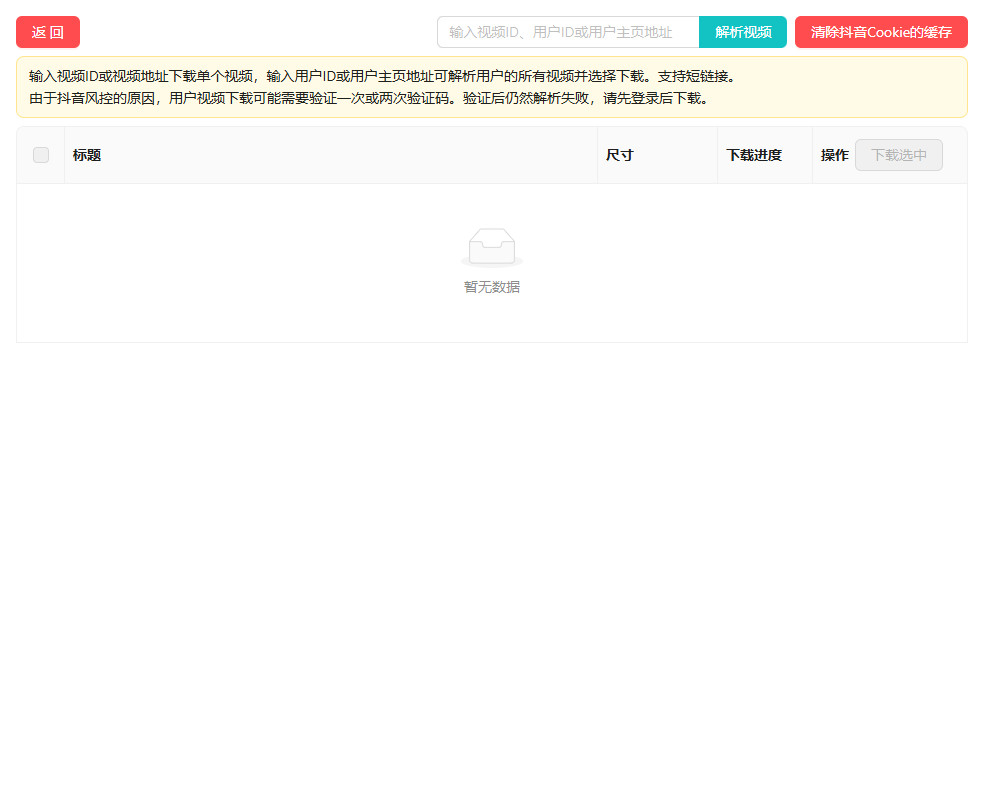 返 回
输入视频ID、用户ID或用户主页地址
解析视频
清除抖音Cookie的缓存
输入视频ID或视频地址下载单个视频，输入用户ID或用户主页地址可解析用户的所有视频并选择下载。支持短链接。
由于抖音风控的原因，用户视频下载可能需要验证一次或两次验证码。验证后仍然解析失败，请先登录后下载。
标题
尺寸
下载进度
操作
下载选中
暂无数据